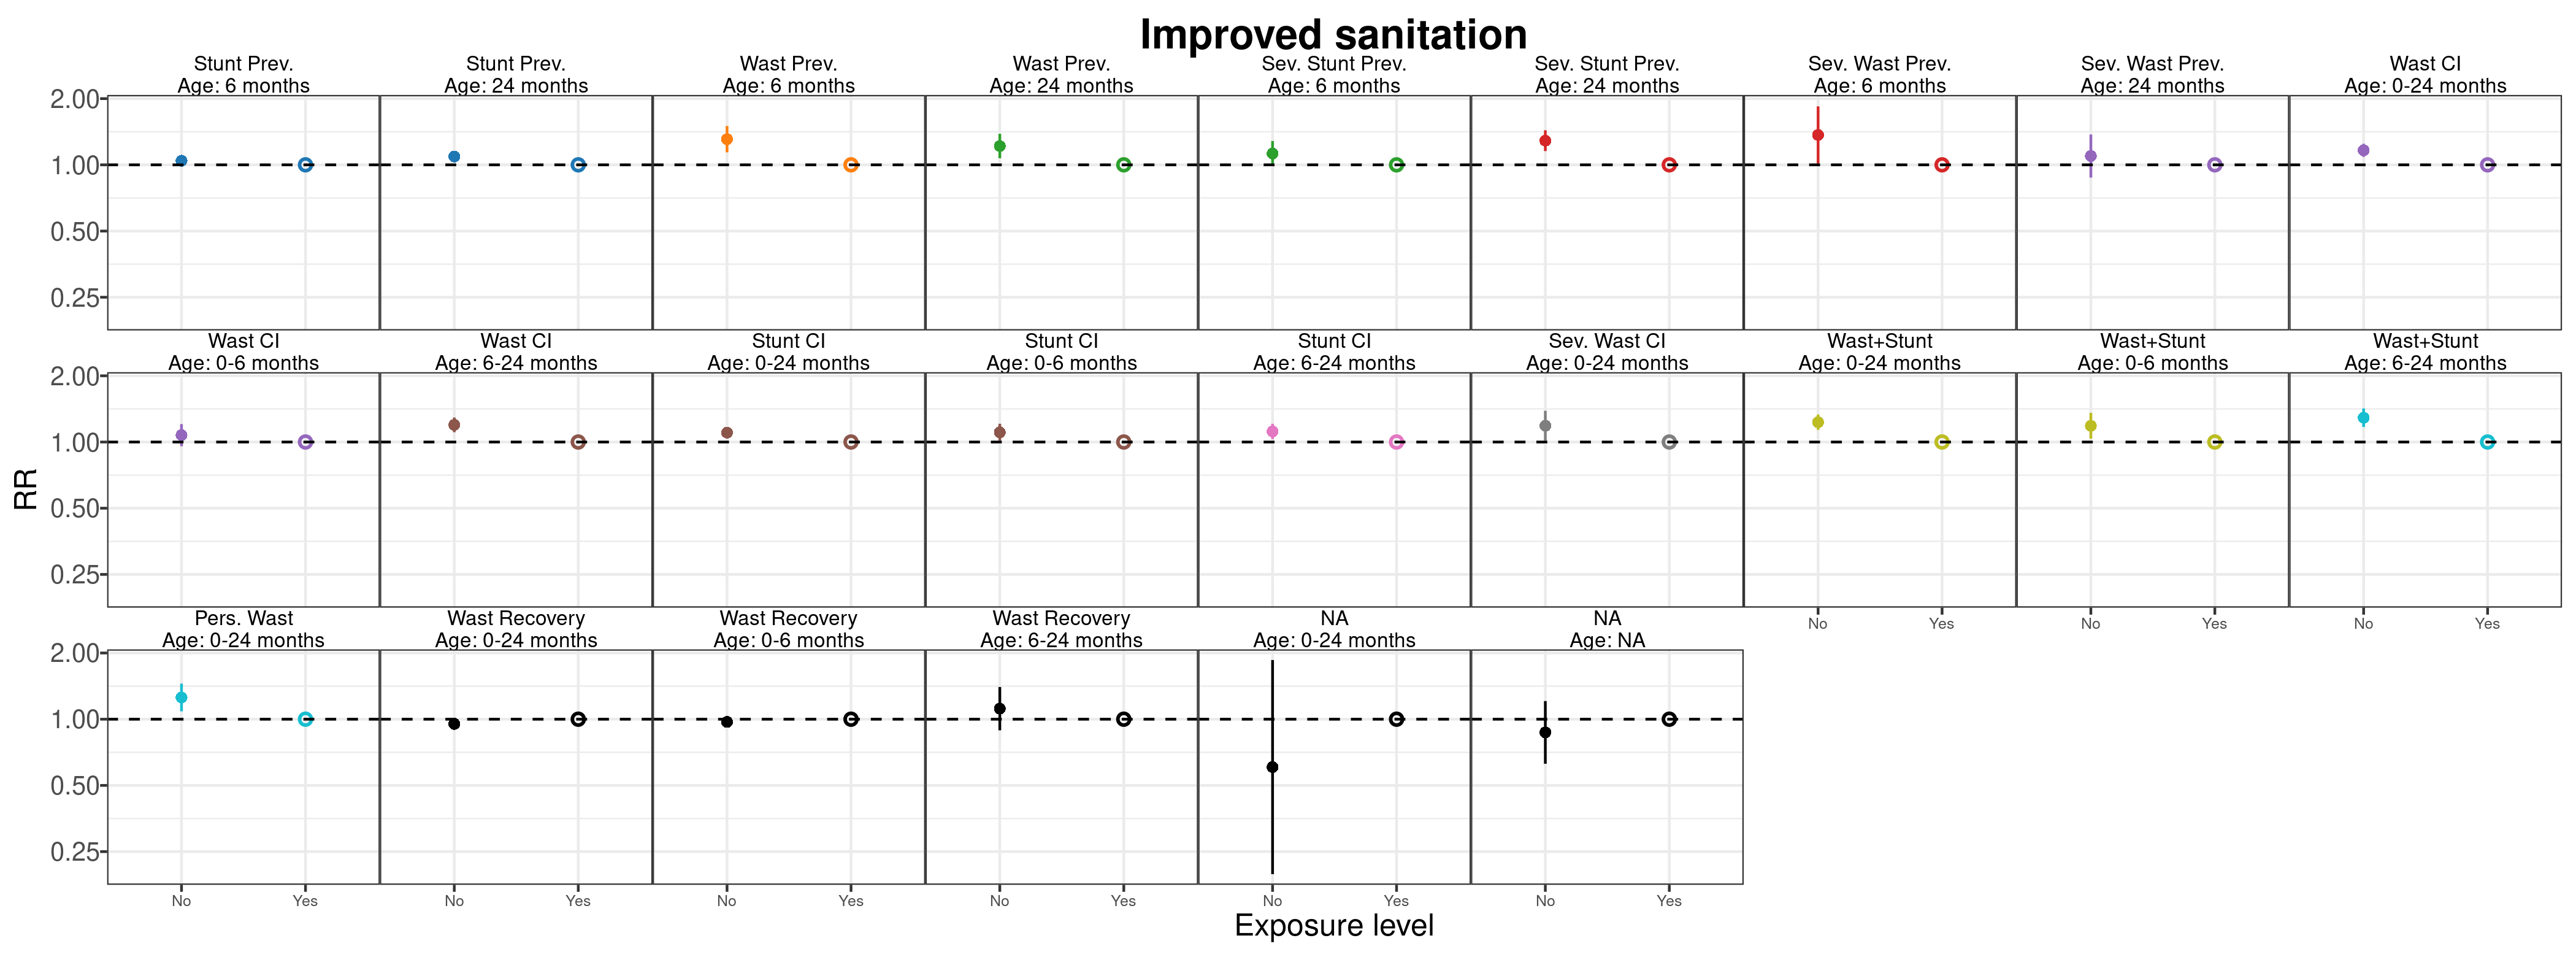 Improved sanitation
Stunt Prev.
Age: 6 months
Stunt Prev.
Age: 24 months
Wast Prev.
Age: 6 months
Wast Prev.
Age: 24 months
Sev. Stunt Prev.
Age: 6 months
Sev. Stunt Prev.
Age: 24 months
Sev. Wast Prev.
Age: 6 months
Sev. Wast Prev.
Age: 24 months
Wast CI
Age: 0-24 months
2.00
1.00
0.50
0.25
Wast CI
Age: 0-6 months
Wast CI
Age: 6-24 months
Stunt CI
Age: 0-24 months
Stunt CI
Age: 0-6 months
Stunt CI
Age: 6-24 months
Sev. Wast CI
Age: 0-24 months
Wast+Stunt
Age: 0-24 months
Wast+Stunt
Age: 0-6 months
Wast+Stunt
Age: 6-24 months
2.00
1.00
0.50
0.25
RR
No Yes
No Yes
No Yes
Pers. Wast
Age: 0-24 months
Wast Recovery
Age: 0-24 months
Wast Recovery
Age: 0-6 months
Wast Recovery
Age: 6-24 months
NA
Age: 0-24 months
NA
Age: NA
2.00
1.00
0.50
0.25
No Yes
No Yes
No Yes
No Yes
No Yes
No Yes
Exposure level